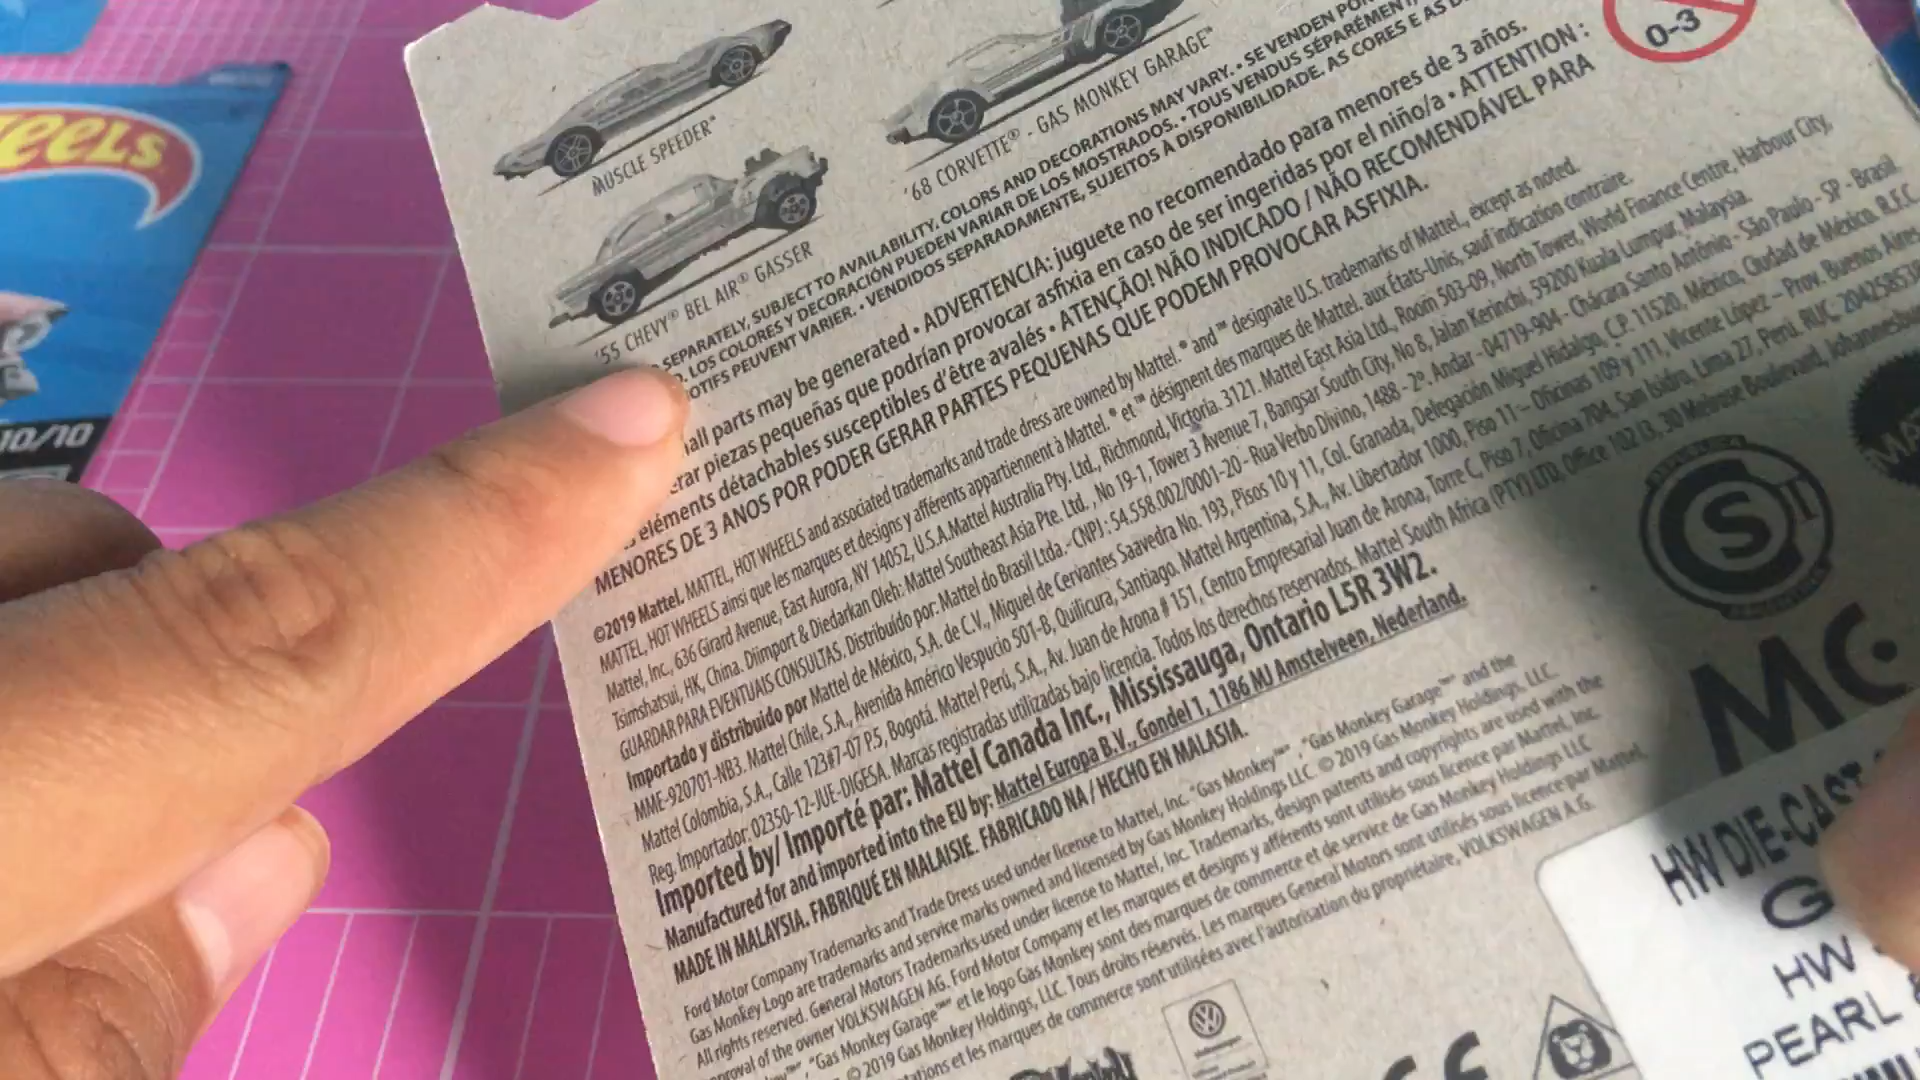 eels
10/10
0-3
MUSCLE SPEEDER™
'68 CORVETTE® - GAS MONKEY GARAGE™
'55 CHEVY® BEL AIR® GASSER
SEPARATELY, SUBJECT TO AVAILABILITY. COLORS AND DECORATIONS MAY VARY. • SE VENDEN POR
LOS COLORES Y DECORACIÓN PUEDEN VARIAR DE LOS MOSTRADOS. • TOUS VENDUS SÉPARÉMENT,
OTIFS PEUVENT VARIER. • VENDIDOS SEPARADAMENTE, SUJEITOS À DISPONIBILIDADE. AS CORES E AS D
all parts may be generated • ADVERTENCIA: juguete no recomendado para menores de 3 años.
erar piezas pequeñas que podrían provocar asfixia en caso de ser ingeridas por el niño/a • ATTENTION :
éléments détachables susceptibles d'être avalés • ATENÇÃO! NÃO INDICADO / NÃO RECOMENDÁVEL PARA
MENORES DE 3 ANOS POR PODER GERAR PARTES PEQUENAS QUE PODEM PROVOCAR ASFIXIA.
©2019 Mattel. MATTEL, HOT WHEELS and associated trademarks and trade dress are owned by Mattel.® and ™ designate U.S. trademarks of Mattel, except as noted.
MATTEL, HOT WHEELS ainsi que les marques et designs y afférents appartiennent à Mattel. ® et ™ désignent des marques de Mattel, aux États-Unis, sauf indication contraire.
Mattel, Inc., 636 Girard Avenue, East Aurora, NY 14052, U.S.A. Mattel Australia Pty. Ltd., Richmond, Victoria. 3121. Mattel East Asia Ltd., Room 503-09, North Tower, World Finance Centre, Harbour City,
Tsimshatsui, HK, China. Diimport & Diedarkan Oleh: Mattel Southeast Asia Pte. Ltd., No 19-1, Tower 3 Avenue 7, Bangsar South City, No 8, Jalan Kerinchi, 59200 Kuala Lumpur, Malaysia.
GUARDAR PARA EVENTUAIS CONSULTAS. Distribuído por: Mattel do Brasil Ltda.- CNPJ : 54.558.002/0001-20 - Rua Verbo Divino, 1488 - 2º. Andar - 04719-904 - Chácara Santo Antônio - São Paulo - SP - Brasil.
Importado y distribuido por Mattel de México, S.A. de C.V., Miguel de Cervantes Saavedra No. 193, Pisos 10 y 11, Col. Granada, Delegación Miguel Hidalgo, C.P. 11520, México, Ciudad de México. R.F.C.
MME-920701-NB3. Mattel Chile, S.A., Avenida Américo Vespucio 501-B, Quilicura, Santiago. Mattel Argentina, S.A., Av. Libertador 1000, Piso 11 – Oficinas 109 y 111, Vicente López – Prov. Buenos Aires.
Mattel Colombia, S.A., Calle 123#7-07 P.5, Bogotá. Mattel Perú, S.A., Av. Juan de Arona # 151, Centro Empresarial Juan de Arona, Torre C, Piso 7, Oficina 704, San Isidro, Lima 27, Perú. RUC.
Reg. Importador: 02350-12-JUE-DIGESA. Marcas registradas utilizadas bajo licencia. Todos los derechos reservados. Mattel South Africa (PTY) LTD, Office 102 I3, 30 Melrose Boulevard,
Imported by/ Importé par: Mattel Canada Inc., Mississauga, Ontario L5R 3W2.
Manufactured for and imported into the EU by: Mattel Europa B.V., Gondel 1, 1186 MJ Amstelveen, Nederland.
MADE IN MALAYSIA. FABRIQUÉ EN MALAISIE. FABRICADO NA / HECHO EN MALASIA.
Ford Motor Company Trademarks and Trade Dress used under license to Mattel, Inc. "Gas Monkey™", "Gas Monkey Garage™" and the
Gas Monkey Logo are trademarks and service marks owned and licensed by Gas Monkey Holdings LLC. © 2019 Gas Monkey Holdings, LLC.
All rights reserved. General Motors Trademarks used under license to Mattel, Inc. Trademarks, design patents and copyrights are used with the
approval of the owner VOLKSWAGEN AG. Ford Motor Company et les marques et designs y afférents sont utilisés sous licence par Mattel, Inc.
"Gas Monkey Garage™" et le logo Gas Monkey sont des marques de commerce et de service de Gas Monkey Holdings LLC
© 2019 Gas Monkey Holdings, LLC. Tous droits réservés. Les marques General Motors sont utilisés sous licence par Mattel,
tations et les marques de commerce sont utilisées avec l'autorisation du propriétaire, VOLKSWAGEN A.G.
S
MC
HW DIE-CAST
G
HW
PEARL
CE